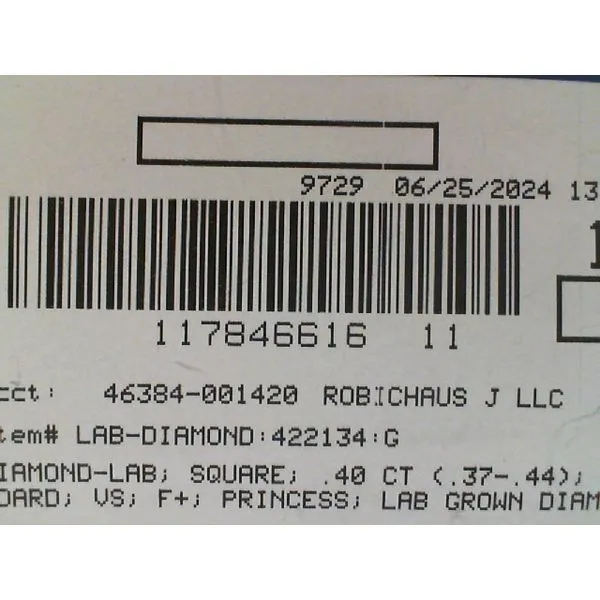 9729 06/25/2024 13
117846616 11
cct: 46384-001420 ROBICHAUS J LLC
tem# LAB-DIAMOND:422134:G
IAMOND-LAB; SQUARE; .40 CT (.37-.44);
OARD; VS; F+; PRINCESS; LAB GROWN DIAM